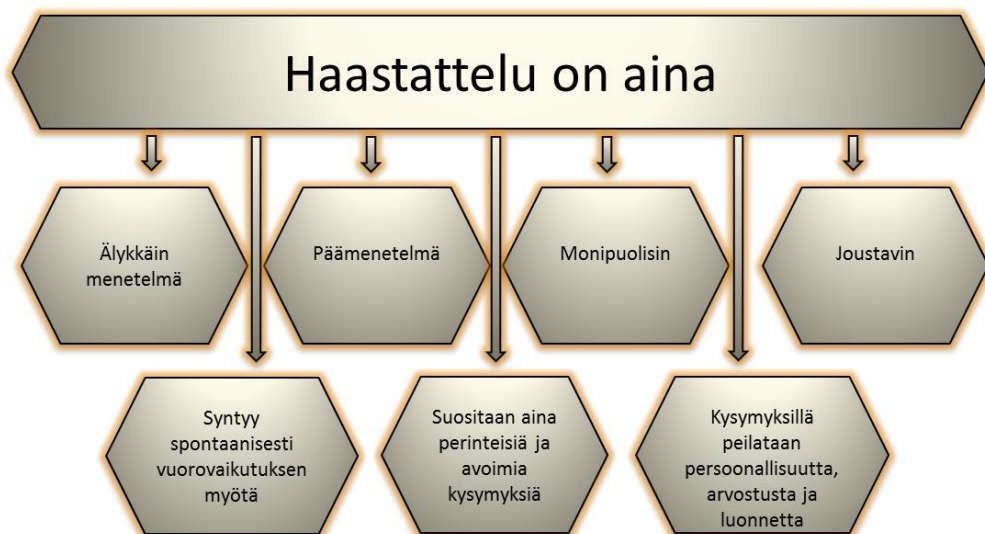 Haastattelu on aina
Älykkäin
menetelmä
Päämenetelmä
Monipuolisin
Joustavin
Syntyy
spontaanisesti
vuorovaikutuksen
myötä
Suositaan aina
perinteisiä ja
avoimia
kysymyksiä
Kysymyksillä
peilataan
persoonallisuutta,
arvostusta ja
luonnetta